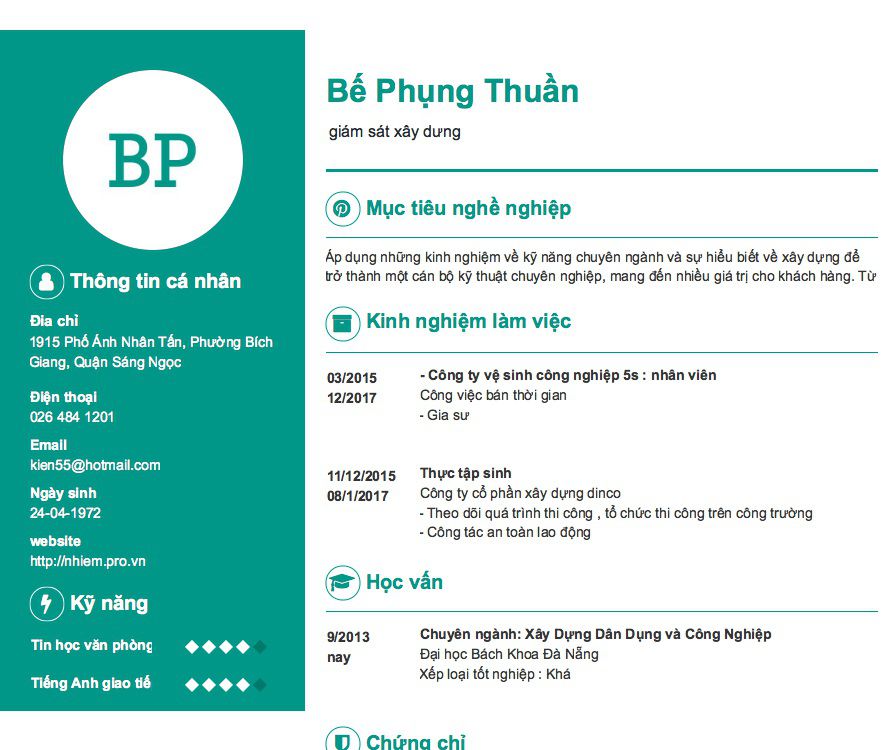 BP
Thông tin cá nhân
Đia chỉ
1915 Phố Ánh Nhân Tấn, Phường Bích
Giang, Quận Sáng Ngọc
Điện thoại
026 484 1201
Email
kien55@hotmail.com
Ngày sinh
24-04-1972
website
http://nhiem.pro.vn
Kỹ năng
Tin học văn phòng
Tiếng Anh giao tiế
Bế Phụng Thuần
giám sát xây dưng
Mục tiêu nghề nghiệp
Áp dụng những kinh nghiệm về kỹ năng chuyên ngành và sự hiểu biết về xây dựng để
trở thành một cán bộ kỹ thuật chuyên nghiệp, mang đến nhiều giá trị cho khách hàng. Từ
Kinh nghiệm làm việc
03/2015
12/2017
- Công ty vệ sinh công nghiệp 5s : nhân viên
Công việc bán thời gian
- Gia sư
11/12/2015
08/1/2017
Thực tập sinh
Công ty cổ phần xây dựng dinco
- Theo dõi quá trình thi công , tổ chức thi công trên công trường
- Công tác an toàn lao động
Học vấn
9/2013
nay
Chuyên ngành: Xây Dựng Dân Dụng và Công Nghiệp
Đại học Bách Khoa Đà Nẵng
Xếp loại tốt nghiệp : Khá
Chứng chỉ